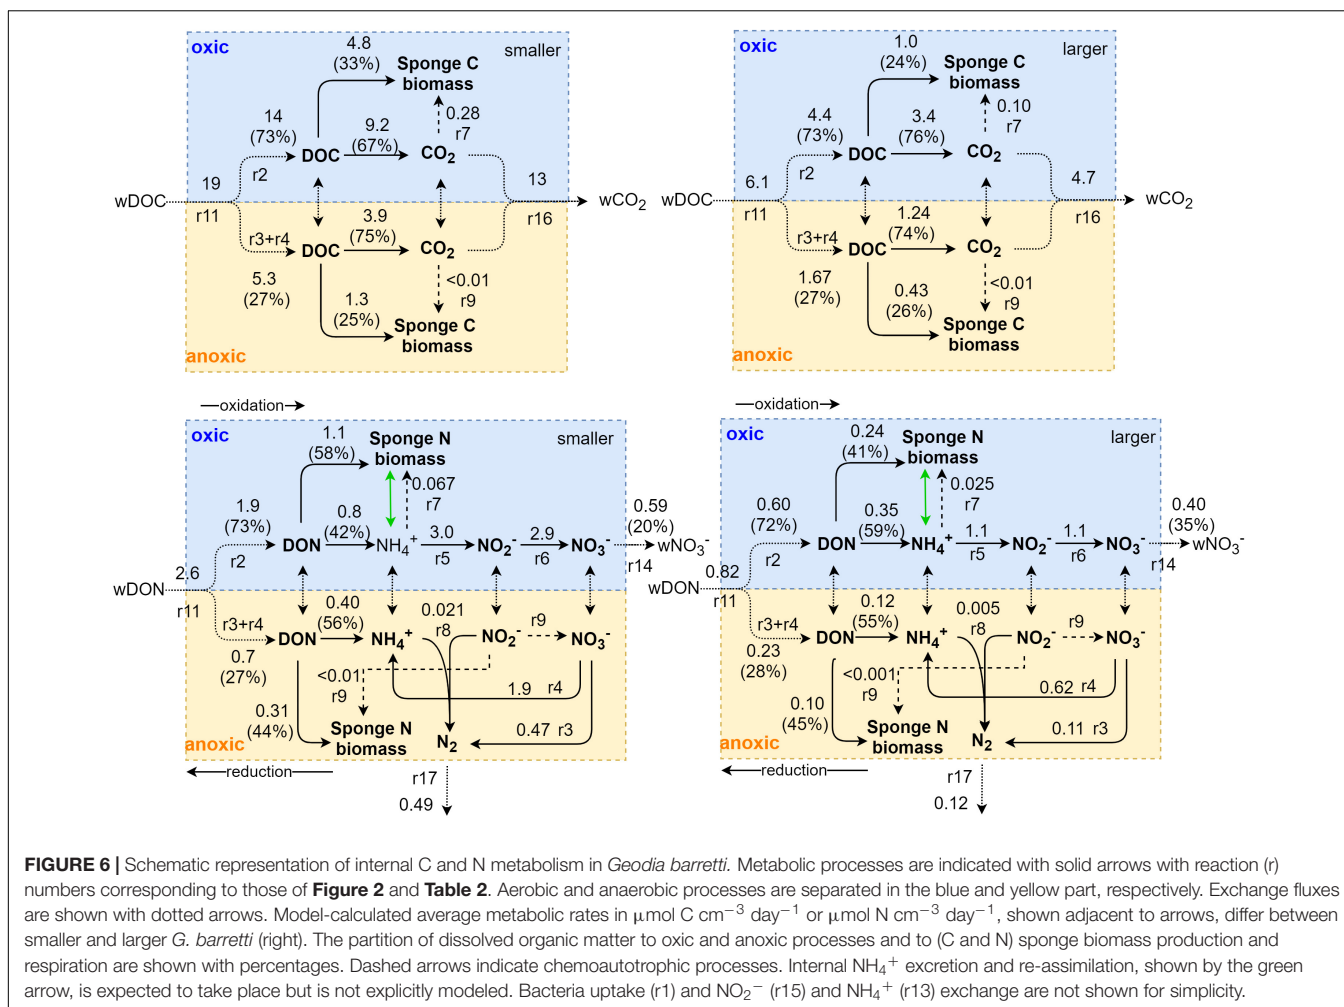 oxic
smaller
4.8
(33%)
Sponge C
biomass
14
(73%)
9.2
(67%)
0.28
r7
DOC
CO₂
r2
19
wDOC
r11
13
wCO₂
r16
r3+r4
3.9
(75%)
DOC
CO₂
5.3
(27%)
1.3
(25%)
<0.01
r9
Sponge C
biomass
anoxic
oxic
larger
1.0
(24%)
Sponge C
biomass
4.4
(73%)
3.4
(76%)
0.10
r7
DOC
CO₂
r2
6.1
wDOC
r11
4.7
wCO₂
r16
r3+r4
1.24
(74%)
DOC
CO₂
1.67
(27%)
0.43
(26%)
<0.01
r9
Sponge C
biomass
anoxic
oxidation
oxic
smaller
1.1
(58%)
Sponge N
biomass
0.067
r7
1.9
(73%)
0.8
(42%)
3.0
2.9
0.59
(20%)
DON
NH₄⁺
NO₂⁻
NO₃⁻
wNO₃⁻
r2
r5
r6
r14
2.6
wDON
r11
r3+r4
0.40
(56%)
0.021
r8
r9
DON
NH₄⁺
NO₂⁻
NO₃⁻
0.7
(27%)
<0.01
r9
1.9 r4
0.31
(44%)
Sponge N
biomass
N₂
0.47 r3
anoxic
reduction
r17
0.49
oxidation
oxic
larger
0.24
(41%)
Sponge N
biomass
0.025
r7
0.60
(72%)
0.35
(59%)
1.1
1.1
0.40
(35%)
DON
NH₄⁺
NO₂⁻
NO₃⁻
wNO₃⁻
r2
r5
r6
r14
0.82
wDON
r11
r3+r4
0.12
(55%)
0.005
r8
r9
DON
NH₄⁺
NO₂⁻
NO₃⁻
0.23
(28%)
<0.001
r9
0.62 r4
0.10
(45%)
Sponge N
biomass
N₂
0.11 r3
anoxic
reduction
r17
0.12
FIGURE 6 | Schematic representation of internal C and N metabolism in Geodia barretti. Metabolic processes are indicated with solid arrows with reaction (r)
numbers corresponding to those of Figure 2 and Table 2. Aerobic and anaerobic processes are separated in the blue and yellow part, respectively. Exchange fluxes
are shown with dotted arrows. Model-calculated average metabolic rates in μmol C cm⁻³ day⁻¹ or μmol N cm⁻³ day⁻¹, shown adjacent to arrows, differ between
smaller and larger G. barretti (right). The partition of dissolved organic matter to oxic and anoxic processes and to (C and N) sponge biomass production and
respiration are shown with percentages. Dashed arrows indicate chemoautotrophic processes. Internal NH₄⁺ excretion and re-assimilation, shown by the green
arrow, is expected to take place but is not explicitly modeled. Bacteria uptake (r1) and NO₂⁻ (r15) and NH₄⁺ (r13) exchange are not shown for simplicity.